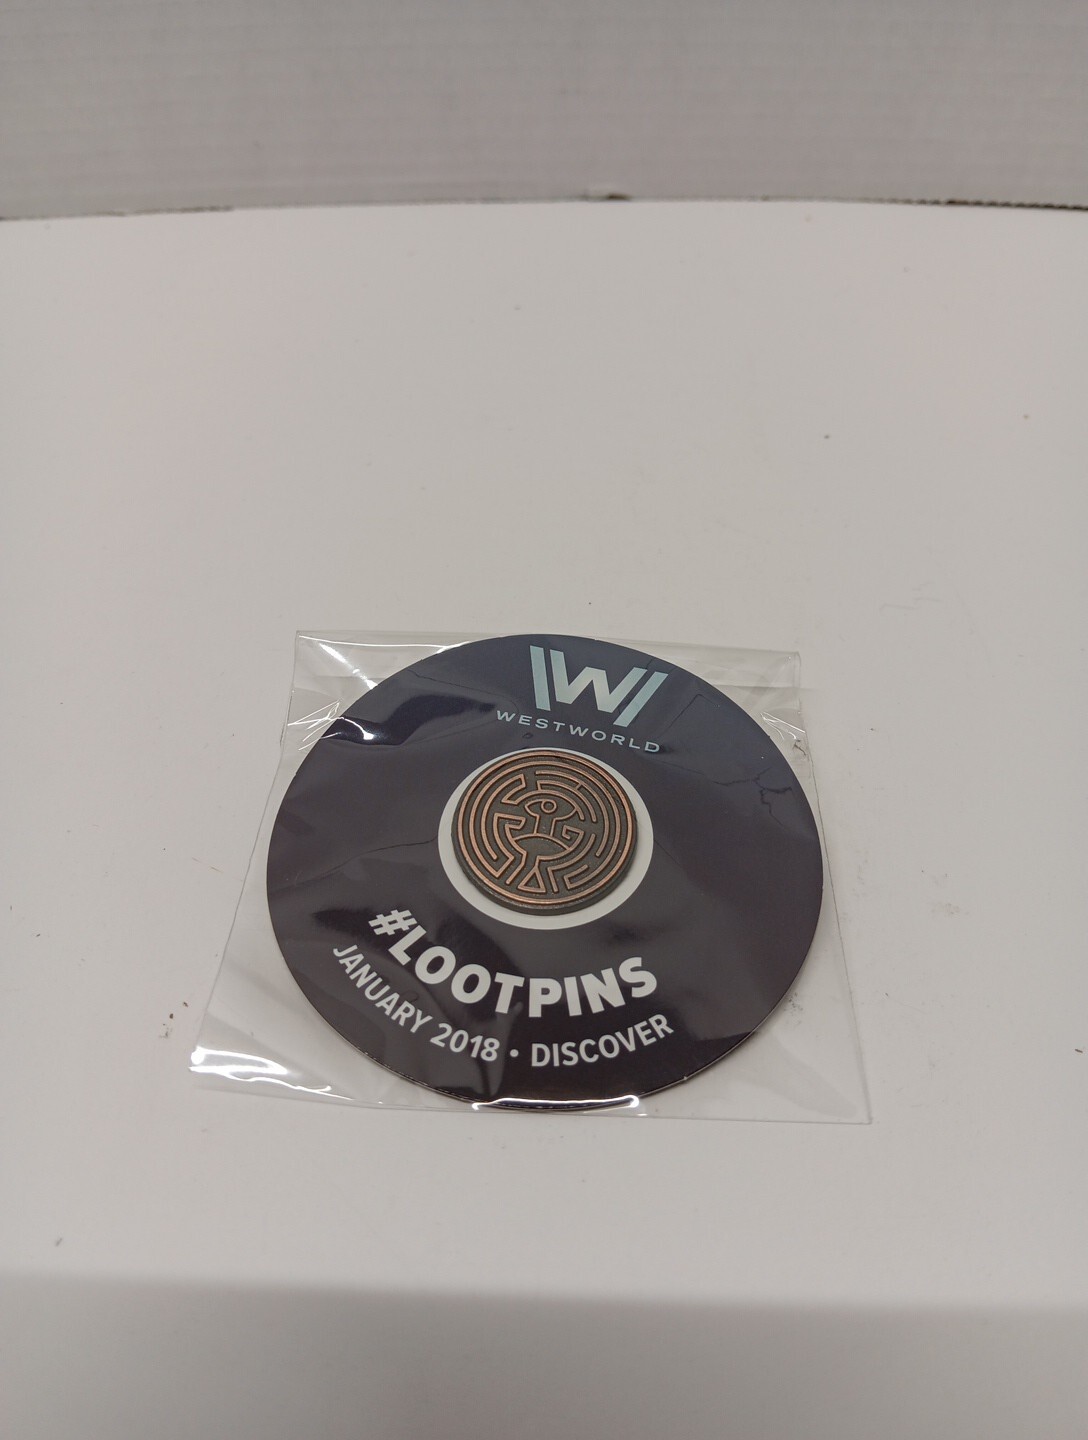 W
WESTWORLD
#LOOTPINS
JANUARY 2018 • DISCOVER